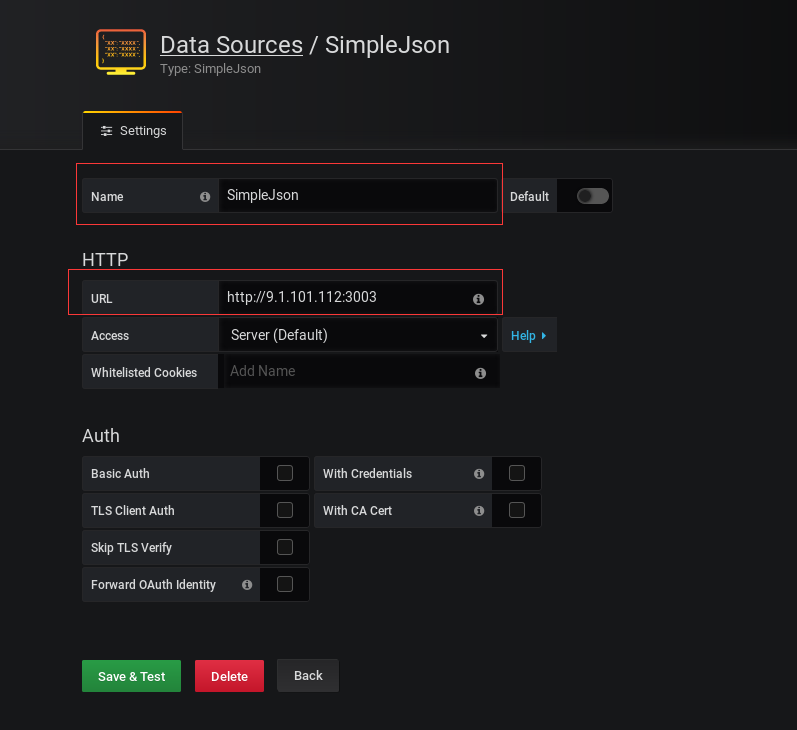 Data Sources / SimpleJson
Type: SimpleJson
Settings
Name SimpleJson Default
HTTP
URL http://9.1.101.112:3003
Access Server (Default) Help
Whitelisted Cookies Add Name
Auth
Basic Auth With Credentials
TLS Client Auth With CA Cert
Skip TLS Verify
Forward OAuth Identity
Save & Test Delete Back